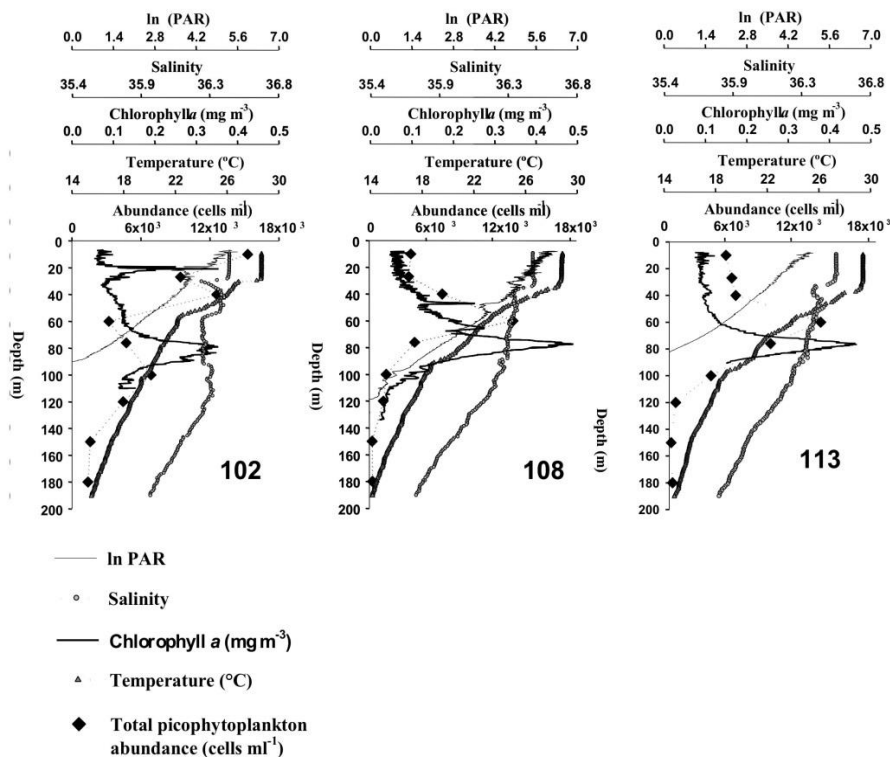 ln (PAR)
0.0 1.4 2.8 4.2 5.6 7.0
Salinity
35.4 35.9 36.3 36.8
Chlorophylla (mg m-3)
0.0 0.1 0.2 0.3 0.4 0.5
Temperature (ºC)
14 18 22 26 30
Abundance (cells ml-1)
6x10 3 12x10 3 18x10 3
0
20
40
60
80
100
120
140
160
180
200
Depth (m)
102
ln (PAR)
0.0 1.4 2.8 4.2 5.6 7.0
Salinity
35.4 35.9 36.3 36.8
Chlorophylla (mg m-3)
0.0 0.1 0.2 0.3 0.4 0.5
Temperature (ºC)
14 18 22 26 30
Abundance (cells ml-1)
6x10 3 12x10 3 18x10 3
0
20
40
60
80
100
120
140
160
180
200
Depth (m)
108
ln (PAR)
0.0 1.4 2.8 4.2 5.6 7.0
Salinity
35.4 35.9 36.3 36.8
Chlorophylla (mg m-3)
0.0 0.1 0.2 0.3 0.4 0.5
Temperature (ºC)
14 18 22 26 30
Abundance (cells ml-1)
6x10 3 12x10 3 18x10 3
0
20
40
60
80
100
120
140
160
180
200
Depth (m)
113
ln PAR
Salinity
Chlorophyll a (mg m-3)
Temperature (°C)
Total picophytoplankton
abundance (cells ml-1)